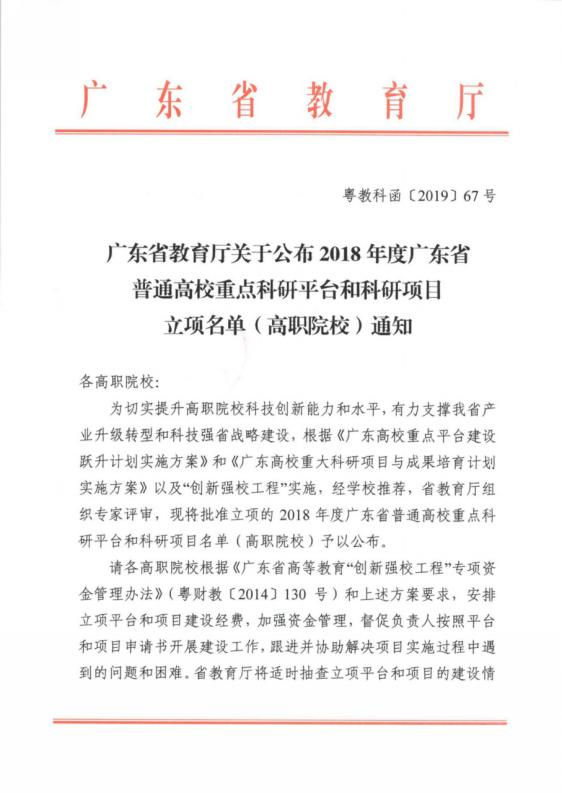 广东省教育厅
粤教科函〔2019〕67号
广东省教育厅关于公布2018年度广东省
普通高校重点科研平台和科研项目
立项名单（高职院校）通知
各高职院校：
为切实提升高职院校科技创新能力和水平，有力支撑我省产
业升级转型和科技强省战略建设，根据《广东高校重点平台建设
跃升计划实施方案》和《广东高校重大科研项目与成果培育计划
实施方案》以及“创新强校工程”实施，经学校推荐，省教育厅组
织专家评审，现将批准立项的2018年度广东省普通高校重点科
研平台和科研项目名单（高职院校）予以公布。
请各高职院校根据《广东省高等教育“创新强校工程”专项资
金管理办法》（粤财教〔2014〕130号）和上述方案要求，安排
立项平台和项目建设经费，加强资金管理，督促负责人按照平台
和项目申请书开展建设工作，跟进并协助解决项目实施过程中遇
到的问题和困难。省教育厅将适时抽查立项平台和项目的建设情